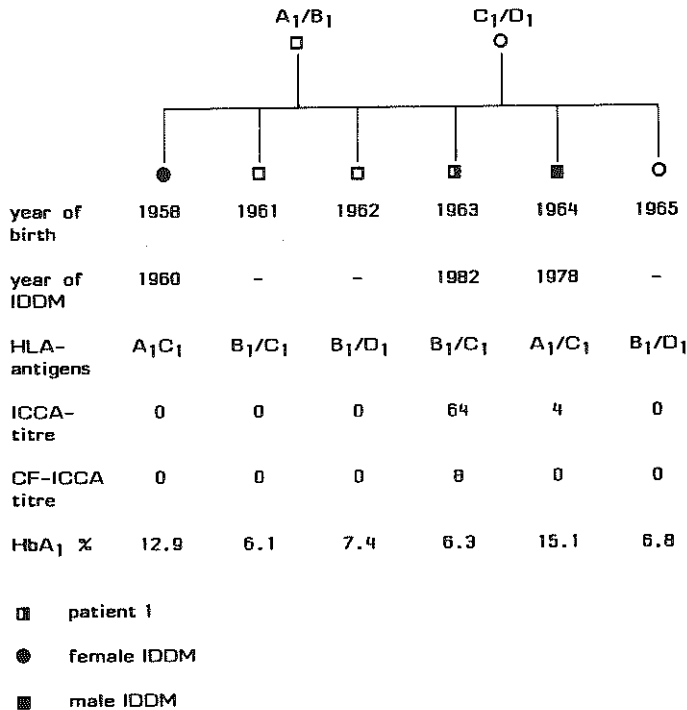 A1/B1 C1/D1
year of birth 1958 1961 1962 1963 1964 1965
year of IDDM 1960 - - 1982 1978 -
HLA-antigens A1C1 B1/C1 B1/D1 B1/C1 A1/C1 B1/D1
ICCA-titre 0 0 0 64 4 0
CF-ICCA titre 0 0 0 8 0 0
HbA1 % 12.9 6.1 7.4 6.3 15.1 6.8
patient 1
female IDDM
male IDDM